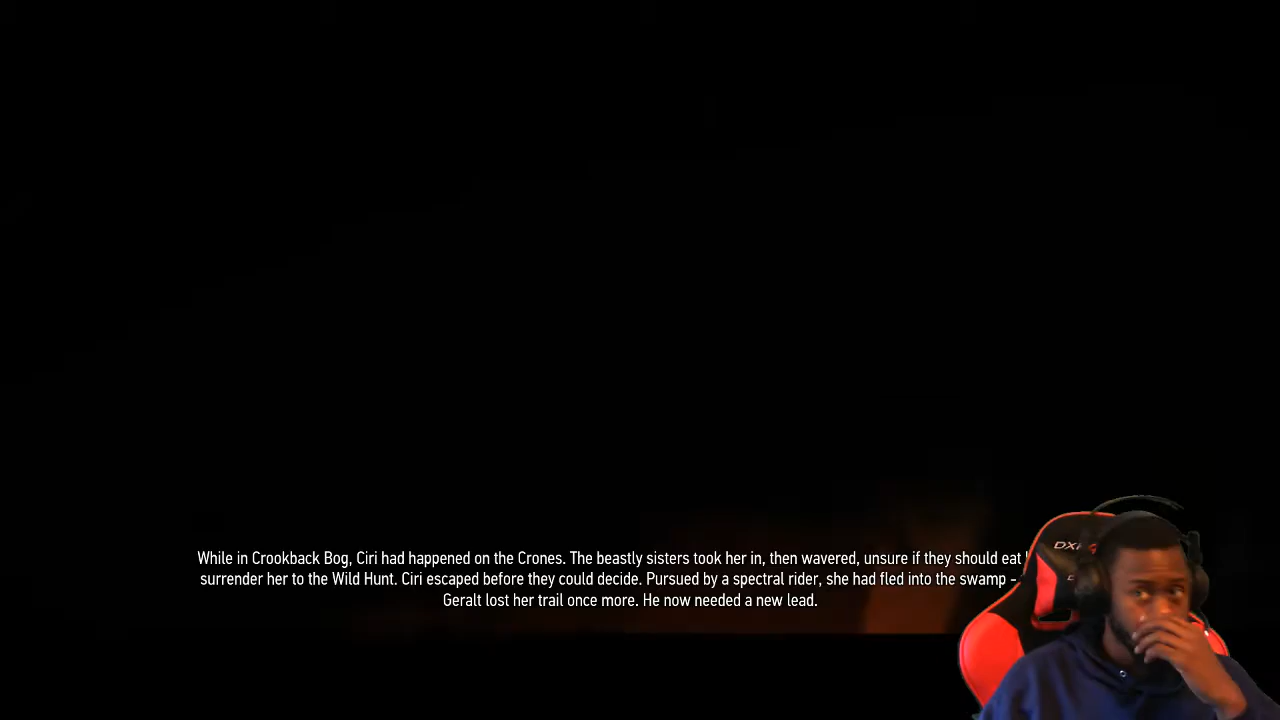 While in Crookback Bog, Ciri had happened on the Crones. The beastly sisters took her in, then wavered, unsure if they should eat
surrender her to the Wild Hunt. Ciri escaped before they could decide. Pursued by a spectral rider, she had fled into the swamp -
Geralt lost her trail once more. He now needed a new lead.